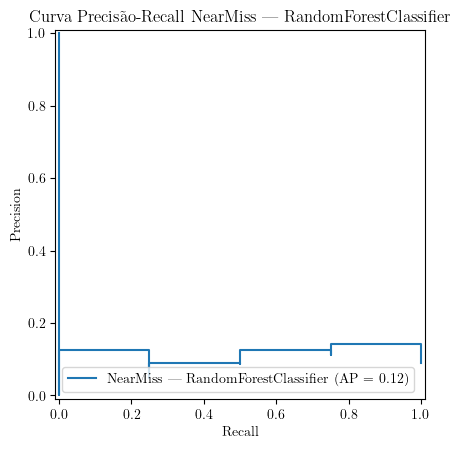 Curva Precisão-Recall NearMiss — RandomForestClassifier
1.0
0.8
0.6
0.4
0.2
0.0
Precision
NearMiss — RandomForestClassifier (AP = 0.12)
0.0 0.2 0.4 0.6 0.8 1.0
Recall